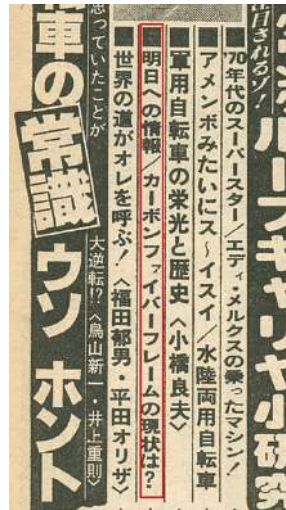 出目されるゾ!
ループキャリヤ小研究
■'70年代のスーパースター/エディ・メルクスの乗ったマシン!
■アメンボみたいにス〜イスイ/水陸両用自転車
■軍用自転車の栄光と歴史〈小橋良夫〉
■明日への情報/カーボンファイバーフレームの現状は?
■世界の道がオレを呼ぶ!〈福田郁男・平田オリザ〉
思っていたことが
大逆転!?〈鳥山新一・井上重則〉
車の常識 ウソ ホント